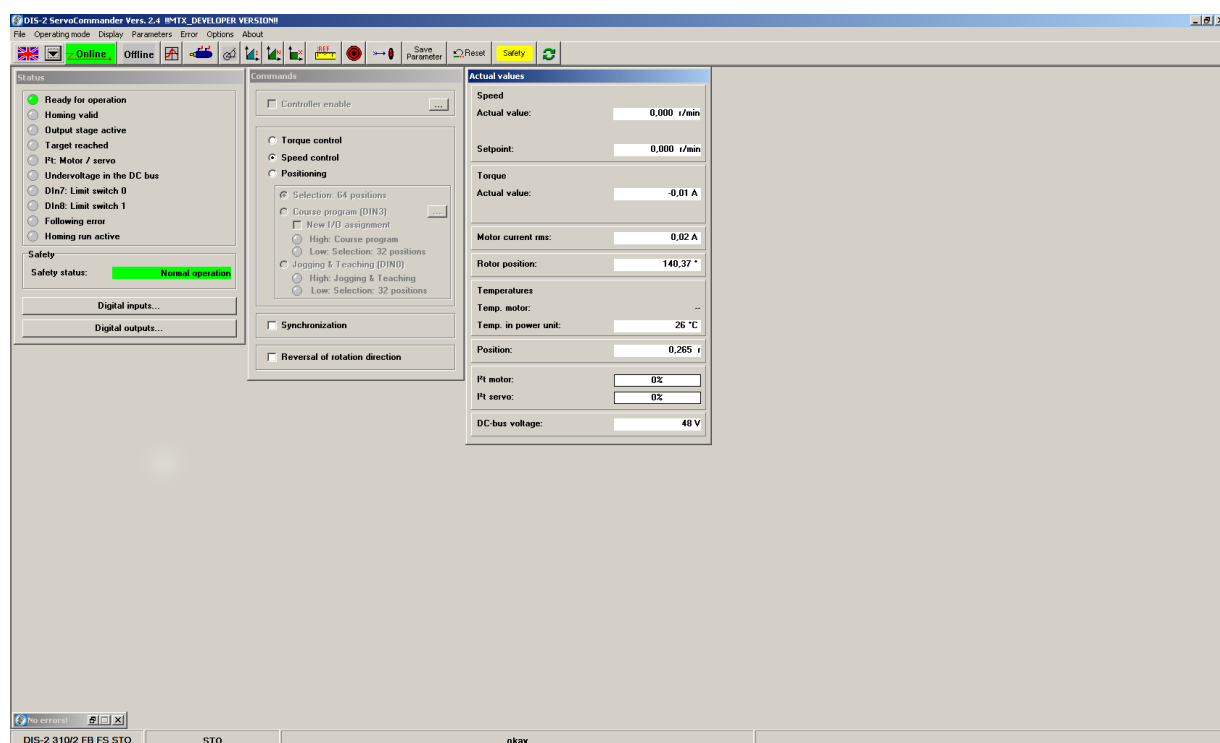 DIS-2 ServoCommander Vers. 2.4 !!MTX_DEVELOPER VERSION!!
File Operating mode Display Parameters Error Options About
Online Offline REF Save Parameter Reset Safety
Status
Ready for operation
Homing valid
Output stage active
Target reached
I²t: Motor / servo
Undervoltage in the DC bus
DIn7: Limit switch 0
DIn8: Limit switch 1
Following error
Homing run active
Safety
Safety status: Normal operation
Digital inputs...
Digital outputs...
Commands
Controller enable ...
Torque control
Speed control
Positioning
Selection: 64 positions
Course program (DIN3) ...
New I/O assignment
High: Course program
Low: Selection: 32 positions
Jogging & Teaching (DIN0)
High: Jogging & Teaching
Low: Selection: 32 positions
Synchronization
Reversal of rotation direction
Actual values
Speed
Actual value: 0,000 r/min
Setpoint: 0,000 r/min
Torque
Actual value: -0,01 A
Motor current rms: 0,02 A
Rotor position: 140,37 °
Temperatures
Temp. motor: --
Temp. in power unit: 26 °C
Position: 0,265 r
I²t motor: 0%
I²t servo: 0%
DC-bus voltage: 48 V
No errors!
DIS-2 310/2 FB FS STO STO okay